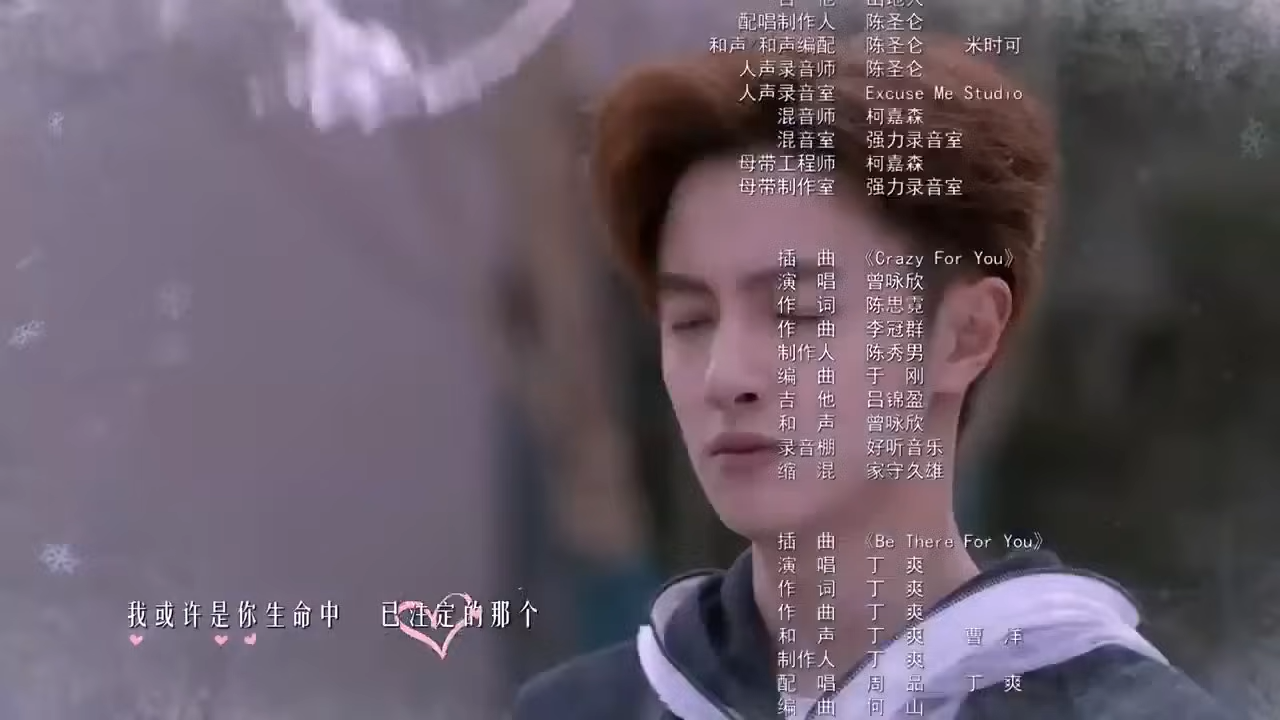 配唱制作人 陈圣仑
和声/和声编配 陈圣仑 米时可
人声录音师 陈圣仑
人声录音室 Excuse Me Studio
混音师 柯嘉森
混音室 强力录音室
母带工程师 柯嘉森
母带制作室 强力录音室
插 曲 《Crazy For You》
演 唱 曾咏欣
作 词 陈思霓
作 曲 李冠群
制作人 陈秀男
编 曲 于 刚
吉 他 吕锦盈
和 声 曾咏欣
录音棚 好听音乐
缩 混 家守久雄
插 曲 《Be There For You》
演 唱 丁 爽
作 词 丁 爽
作 曲 丁 爽
和 声 丁 爽 曹 洋
制作人 丁 爽
配 唱 周 品 丁 爽
编 曲 何 山
我或许是你生命中 已注定的那个